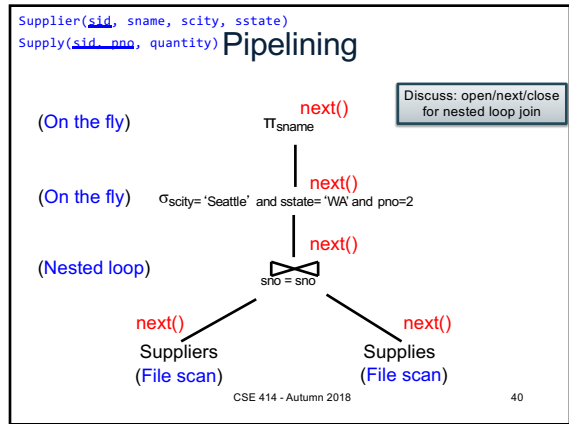 Supplier(sid, sname, scity, sstate)
Supply(sid, pno, quantity)
Pipelining
Discuss: open/next/close
for nested loop join
(On the fly)
next()
πsname
(On the fly)
next()
σscity= ‘Seattle’ and sstate= ‘WA’ and pno=2
next()
(Nested loop)
sno = sno
next()
next()
Suppliers
Supplies
(File scan)
(File scan)
CSE 414 - Autumn 2018
40